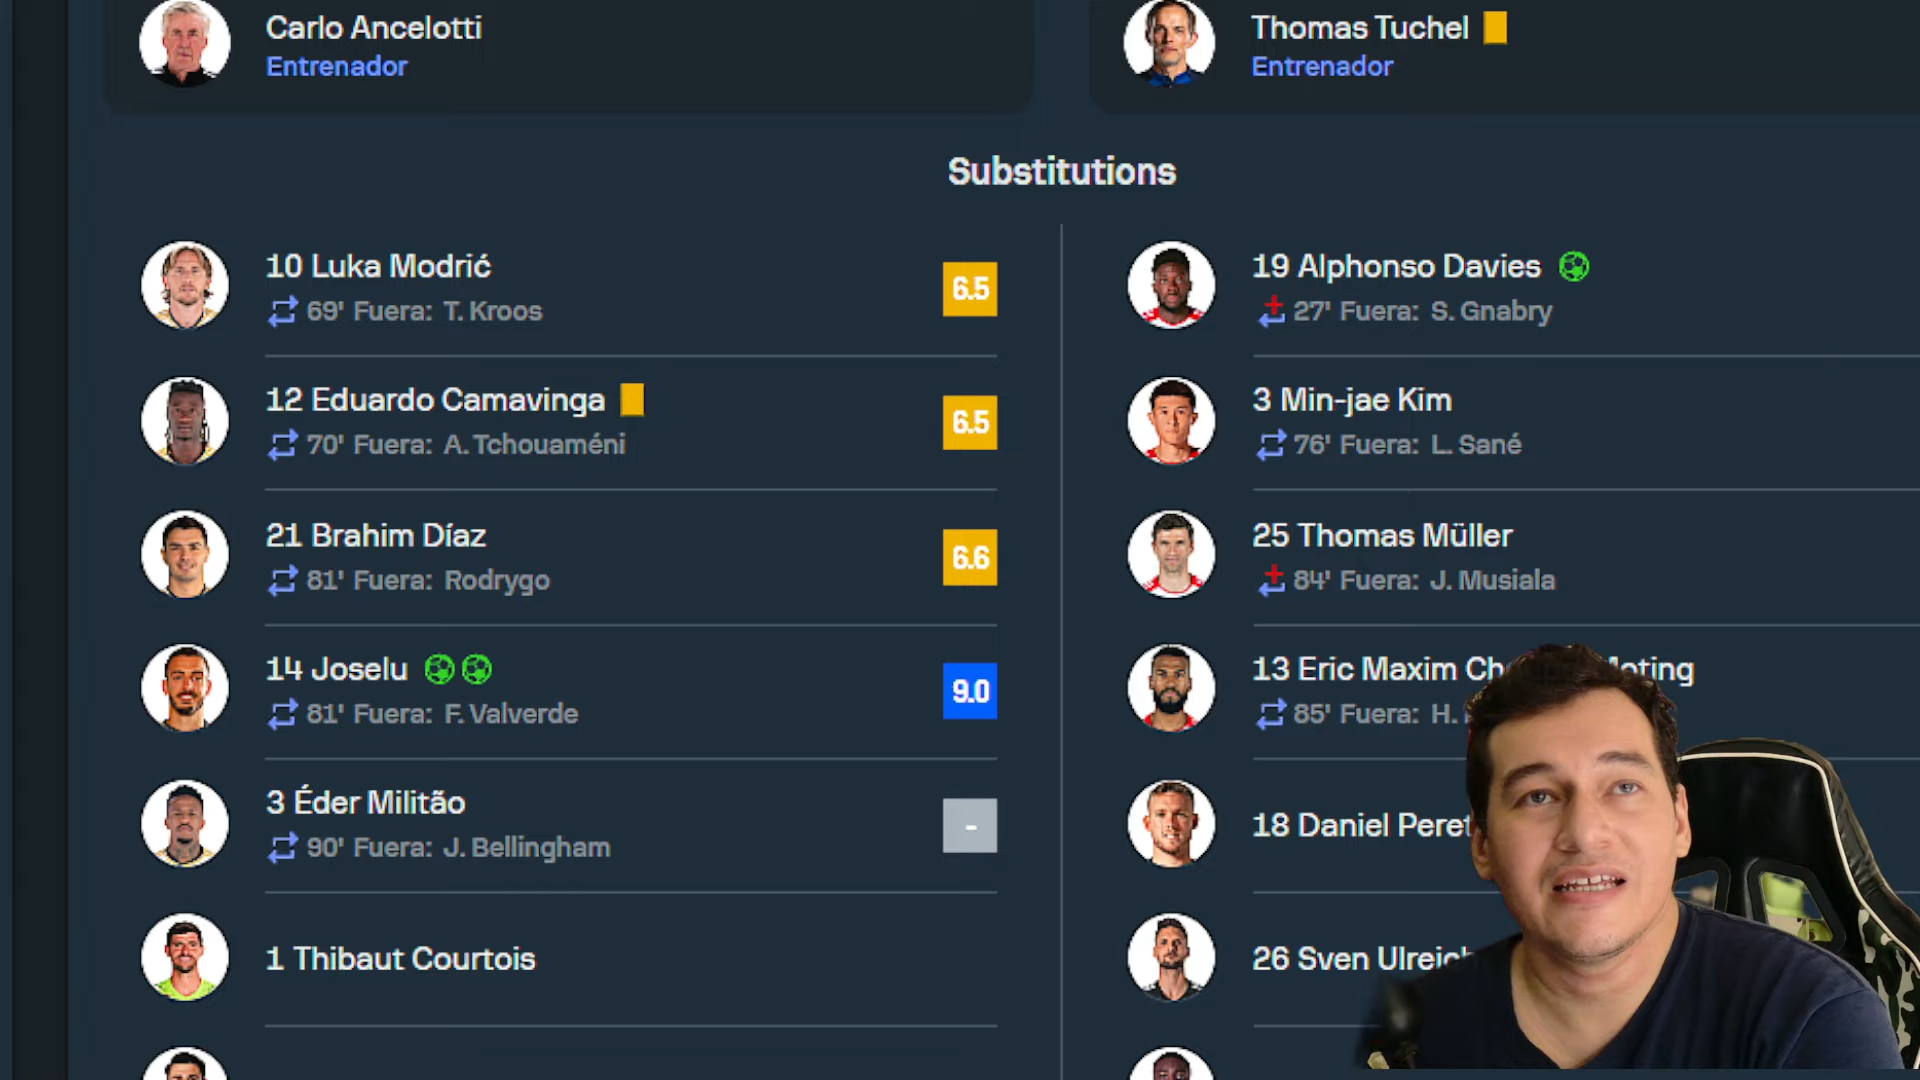 Carlo Ancelotti
Entrenador
Thomas Tuchel
Entrenador
Substitutions
10 Luka Modrić
69' Fuera: T. Kroos
6.5
12 Eduardo Camavinga
70' Fuera: A. Tchouaméni
6.5
21 Brahim Díaz
81' Fuera: Rodrygo
6.6
14 Joselu
81' Fuera: F. Valverde
9.0
3 Éder Militão
90' Fuera: J. Bellingham
-
1 Thibaut Courtois
19 Alphonso Davies
27' Fuera: S. Gnabry
3 Min-jae Kim
76' Fuera: L. Sané
25 Thomas Müller
84' Fuera: J. Musiala
13 Eric Maxim
85' Fuera: H.
18 Daniel
26 Sven